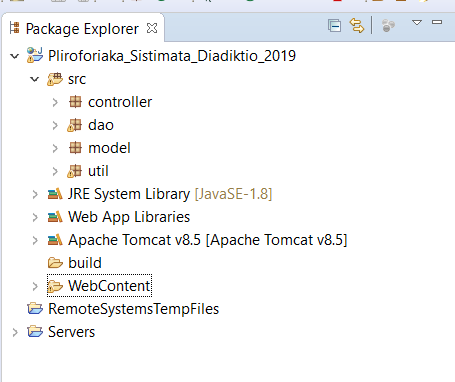 Package Explorer
Pliroforiaka_Sistimata_Diadiktio_2019
src
controller
dao
model
util
JRE System Library [JavaSE-1.8]
Web App Libraries
Apache Tomcat v8.5 [Apache Tomcat v8.5]
build
WebContent
RemoteSystemsTempFiles
Servers